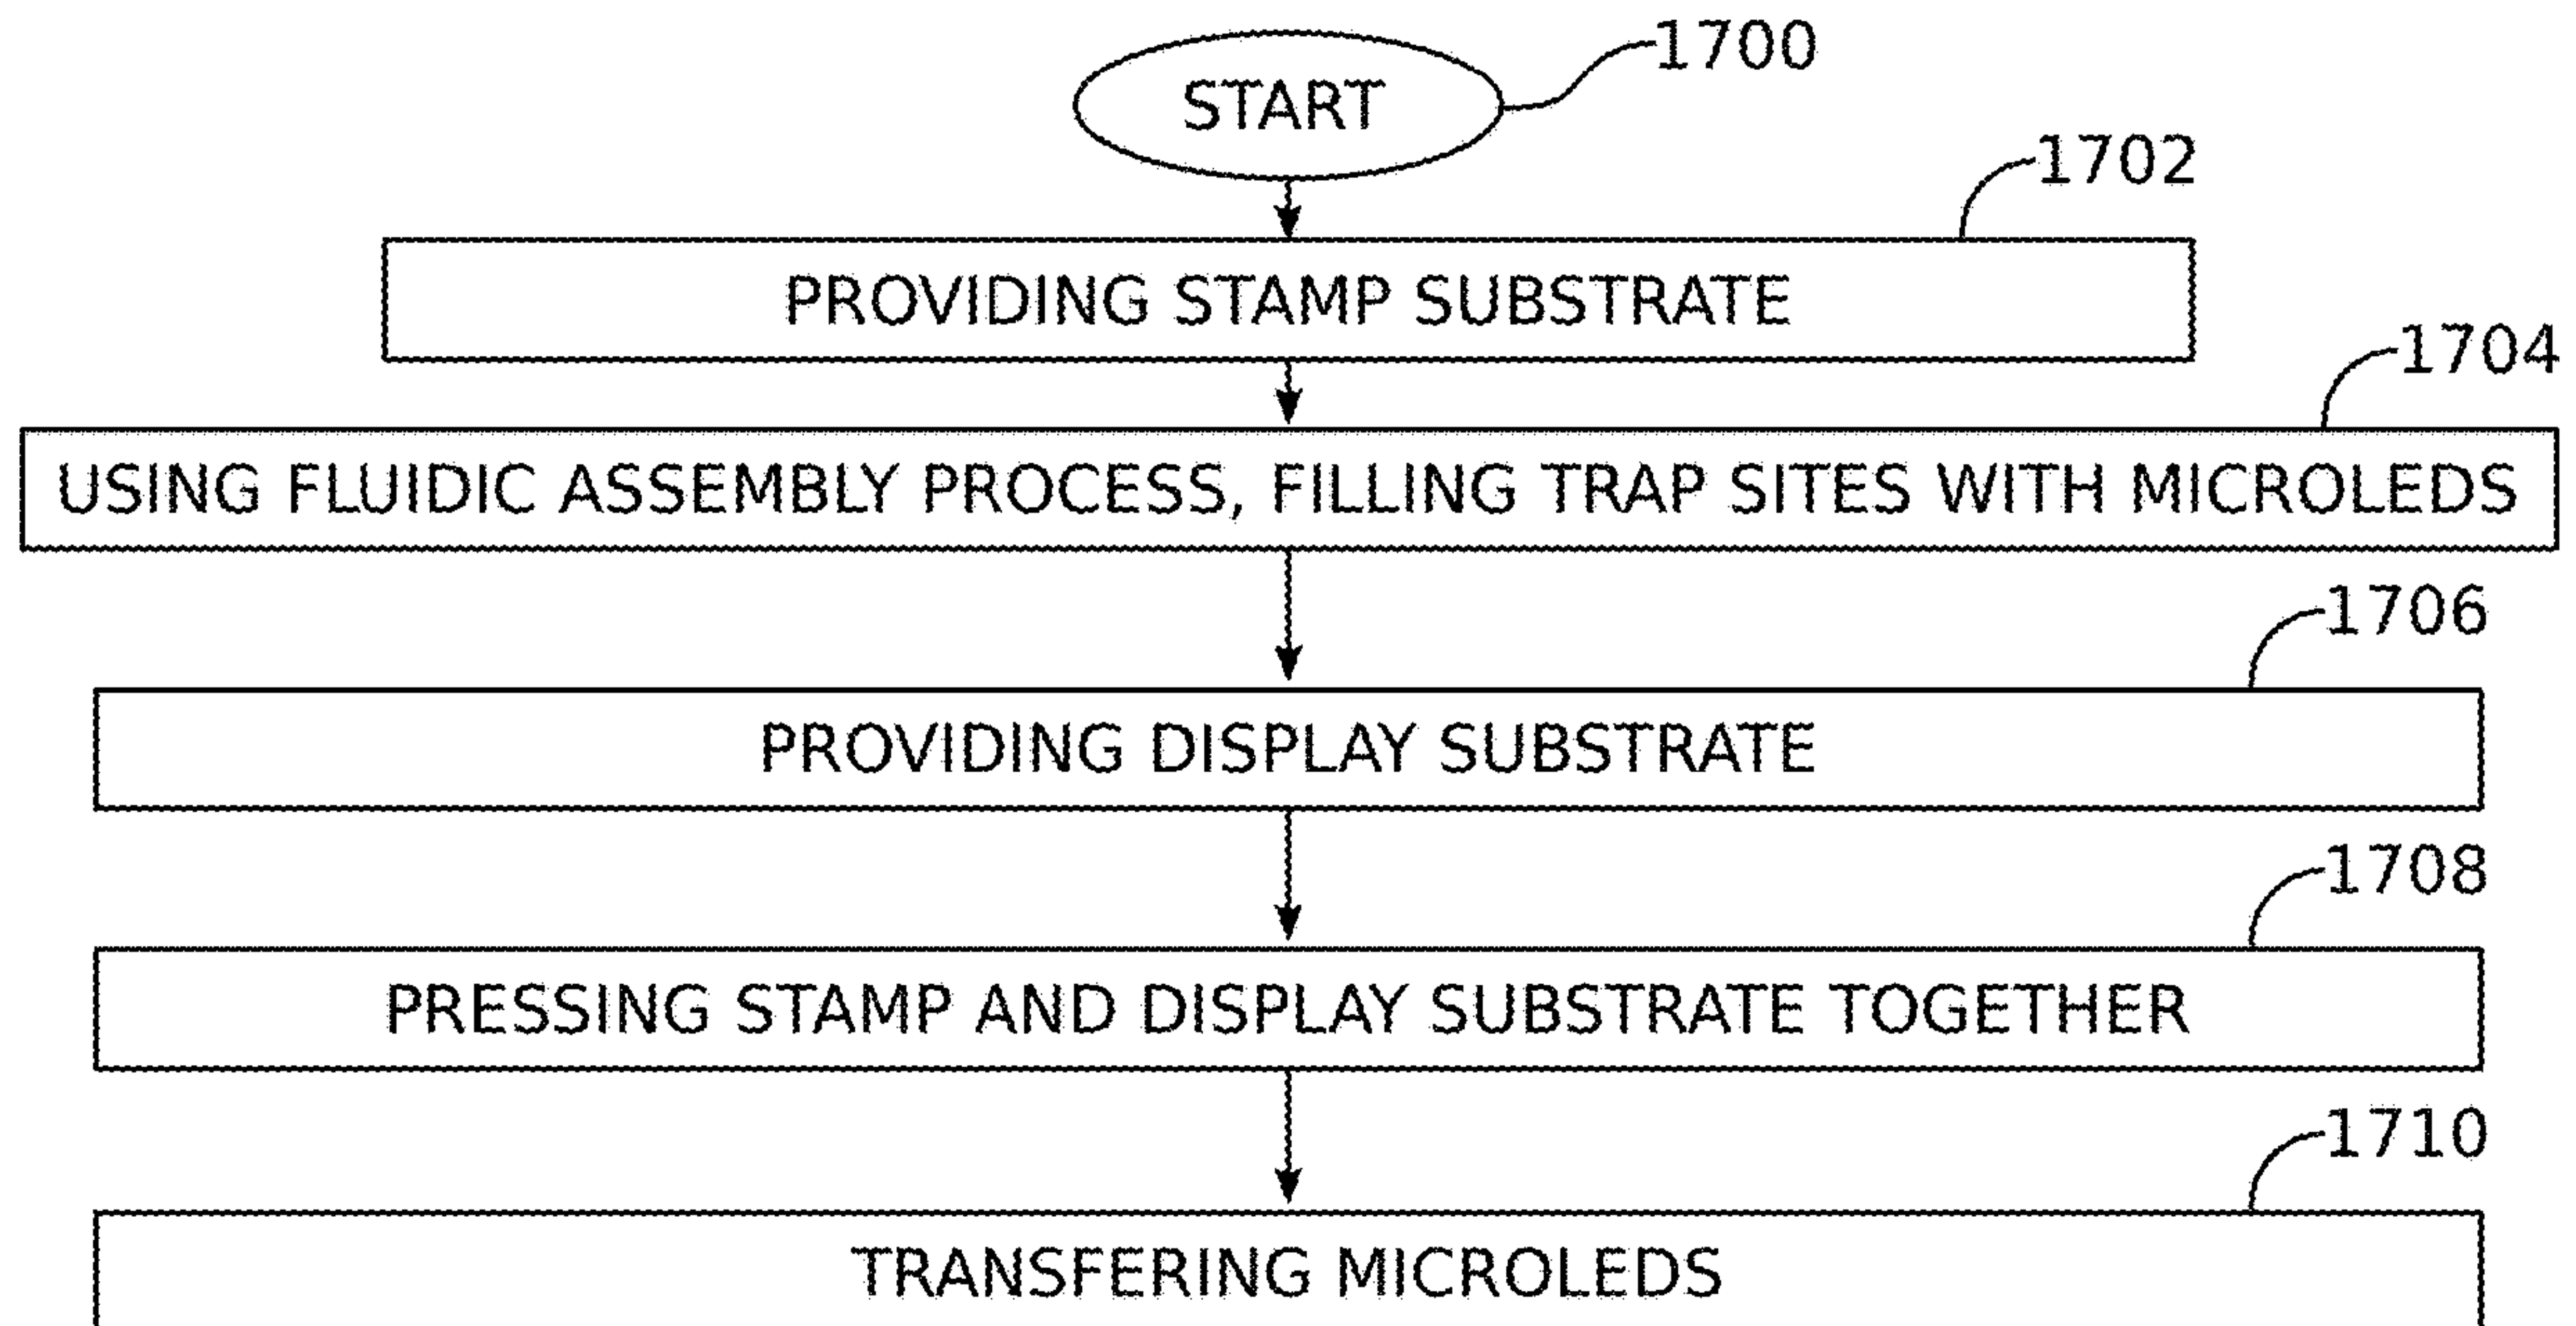 START
1700
1702
PROVIDING STAMP SUBSTRATE
1704
USING FLUIDIC ASSEMBLY PROCESS, FILLING TRAP SITES WITH MICROLEDS
1706
PROVIDING DISPLAY SUBSTRATE
1708
PRESSING STAMP AND DISPLAY SUBSTRATE TOGETHER
1710
TRANSFERING MICROLEDS